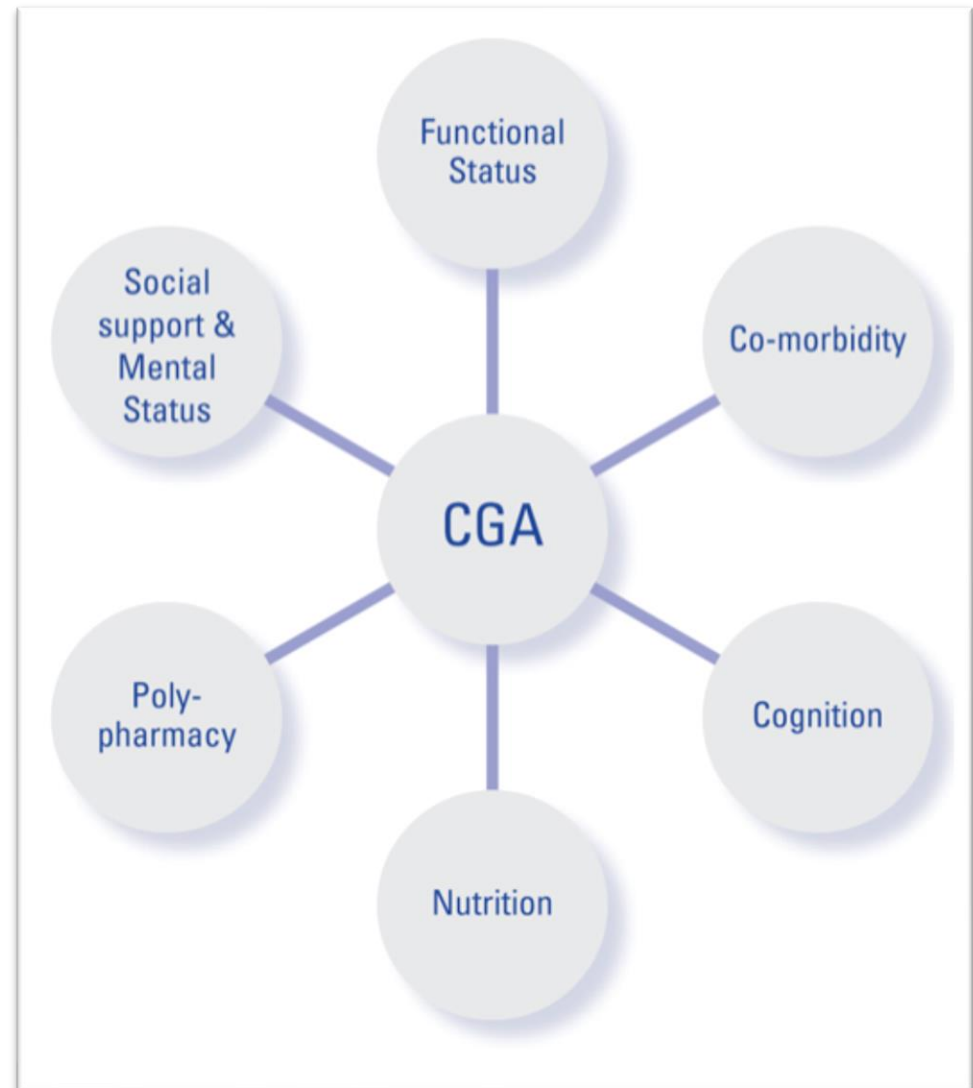 Functional
Status
Social
support &
Mental
Status
Co-morbidity
CGA
Poly-
pharmacy
Cognition
Nutrition